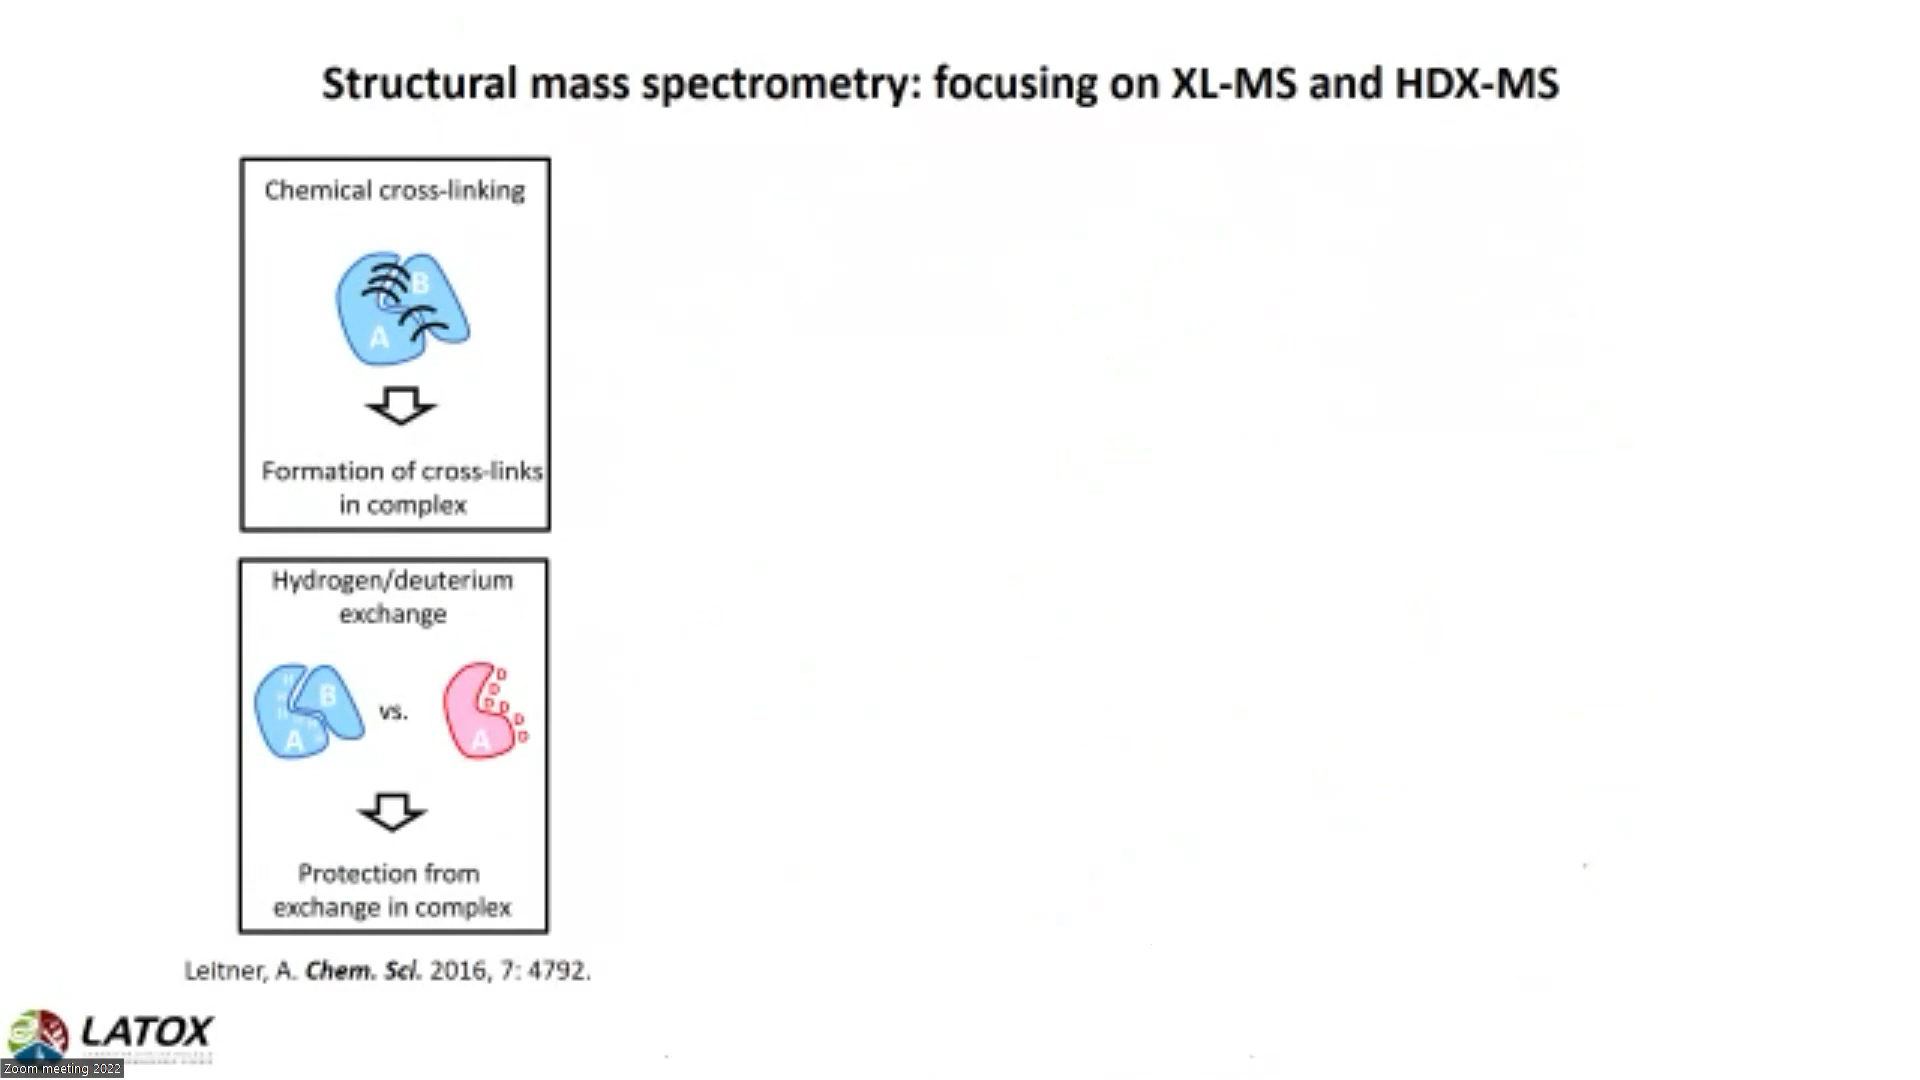 Structural mass spectrometry: focusing on XL-MS and HDX-MS
Chemical cross-linking
B
A
Formation of cross-links
in complex
Hydrogen/deuterium
exchange
H
H
H
B
A
vs.
D
D
D
D
D
D
A
Protection from
exchange in complex
Leitner, A. Chem. Sci. 2016, 7: 4792.
LATOX
Zoom meeting 2022